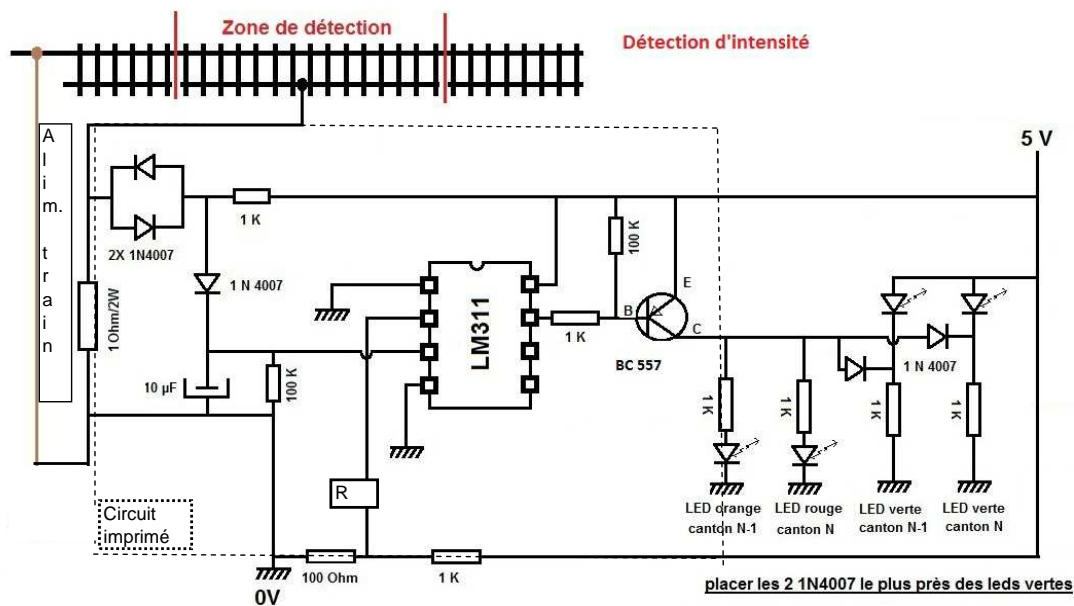 Zone de détection
Détection d'intensité
Alim. train
5 V
1 K
2X 1N4007
100 K
1 N 4007
LM311
1 Ohm/2W
1 K
B
E
C
BC 557
1 N 4007
10 µF
100 K
1 K
1 K
1 K
1 K
R
LED orange
canton N-1
LED rouge
canton N
LED verte
canton N-1
LED verte
canton N
Circuit
imprimé
100 Ohm
1 K
0V
placer les 2 1N4007 le plus près des leds vertes